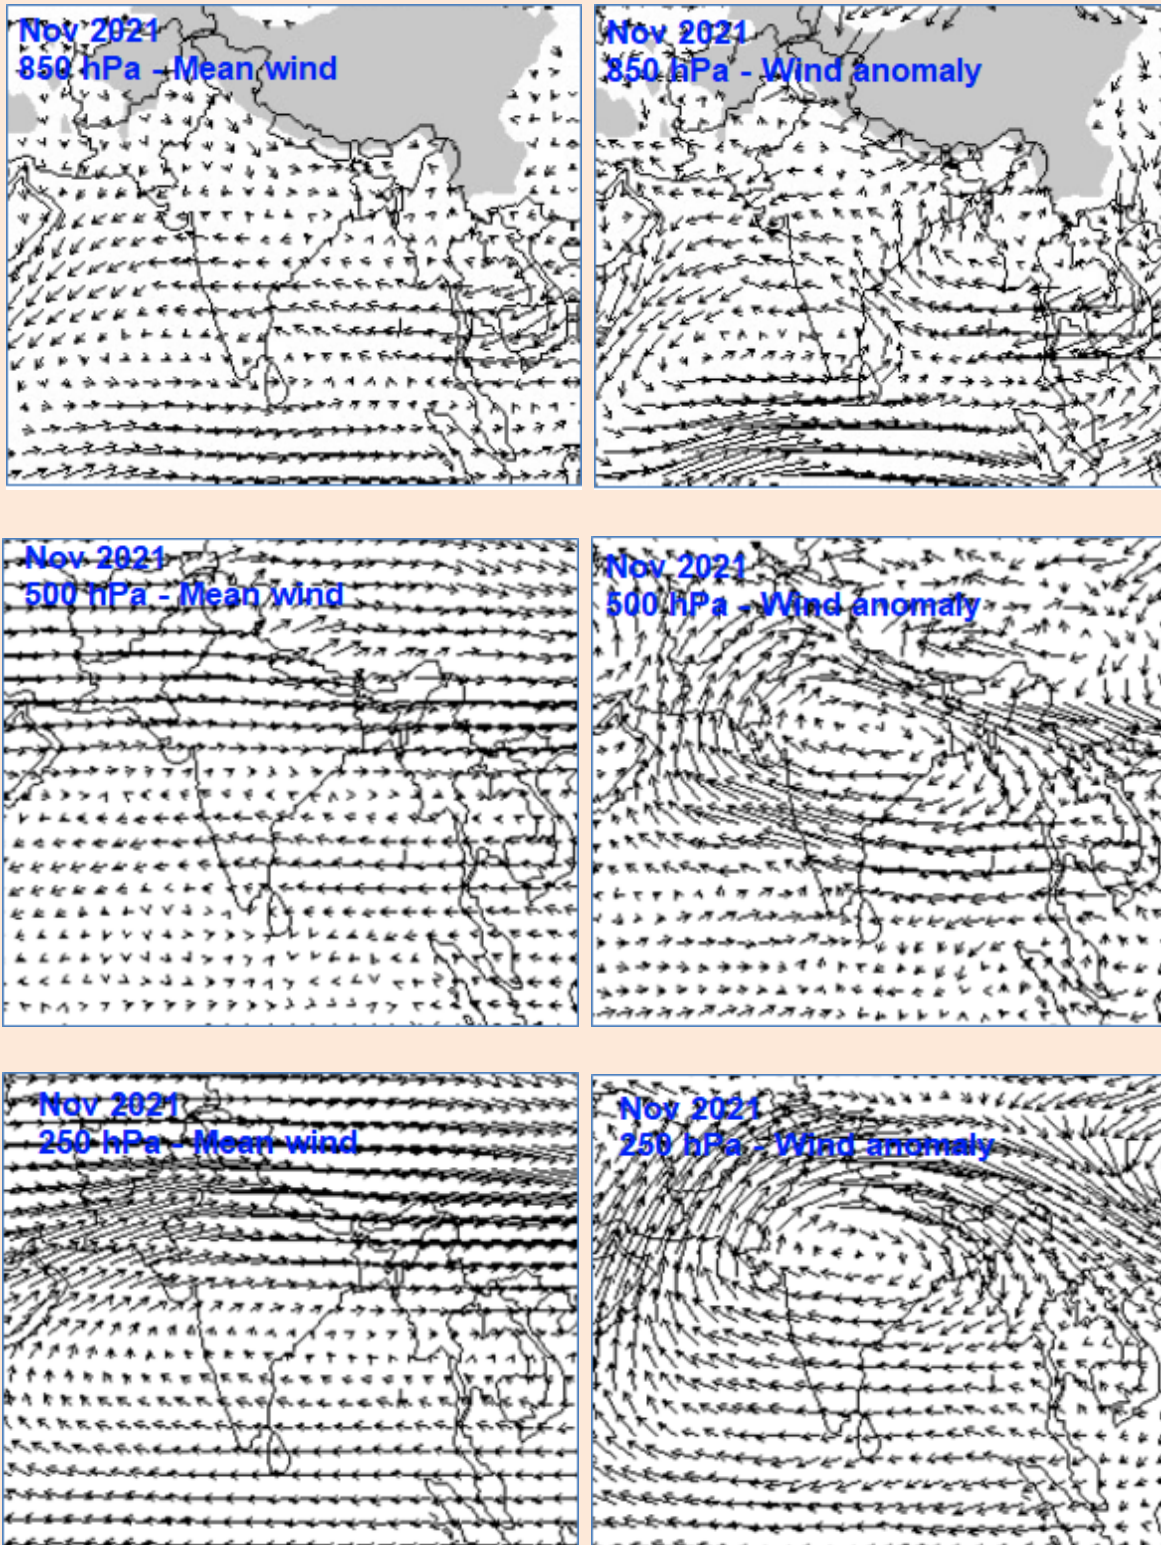 Nov 2021
850 hPa - Mean wind
Nov 2021
850 hPa - Wind anomaly
Nov 2021
500 hPa - Mean wind
Nov 2021
500 hPa - Wind anomaly
Nov 2021
250 hPa - Mean wind
Nov 2021
250 hPa - Wind anomaly